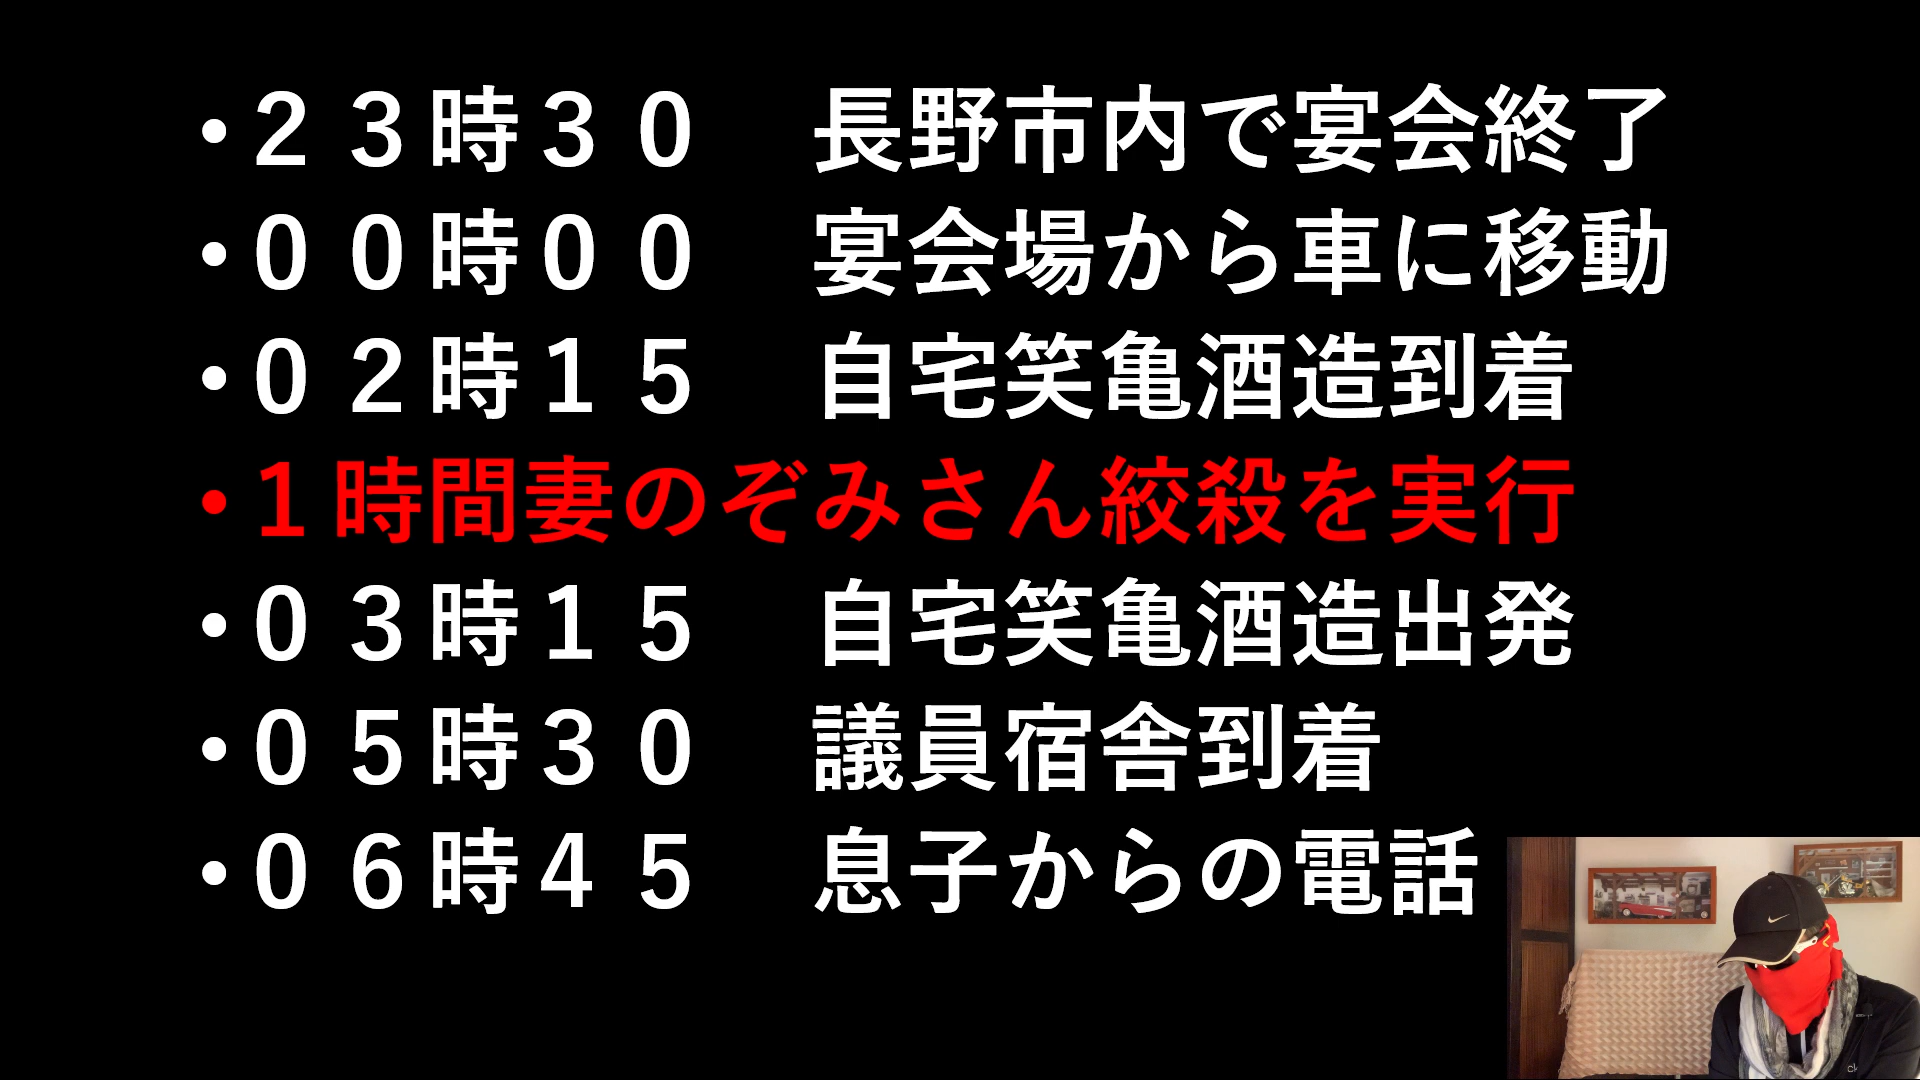 •２３時３０　長野市内で宴会終了
•００時００　宴会場から車に移動
•０２時１５　自宅笑亀酒造到着
•１時間妻のぞみさん絞殺を実行
•０３時１５　自宅笑亀酒造出発
•０５時３０　議員宿舎到着
•０６時４５　息子からの電話